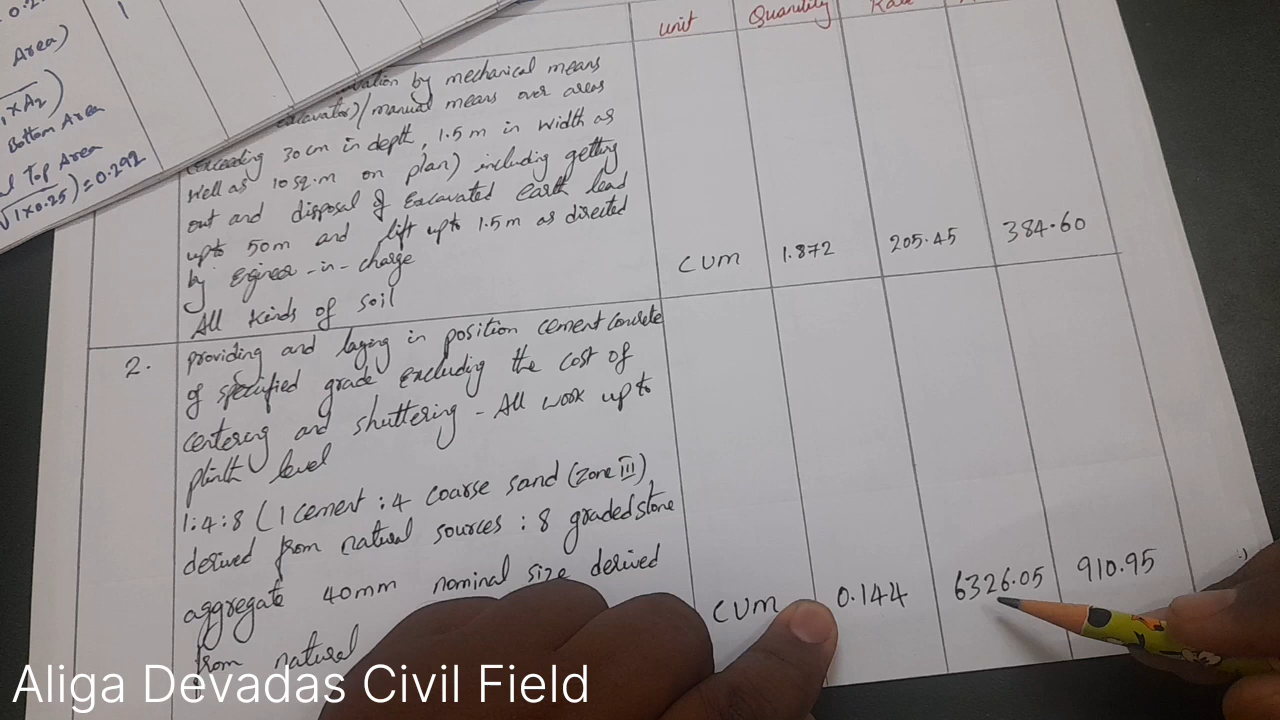 Area)
1
Bottom Area
Top Area
√1x0.25) = 0.292
unit Quantity Rate
by mechanical means
/manual means over areas
exceeding 30cm in depth, 1.5m in width as
well as 10sq.m on plan) including getting
out and disposal of Excavated earth lead
upto 50m and lift upto 1.5m as directed
by Engineer-in-charge
All kinds of soil
CUM 1.872 205.45 384.60
2. providing and laying in position cement concrete
of specified grade excluding the cost of
centering and shuttering - All work up to
plinth level
1:4:8 (1 cement : 4 coarse sand (zone III)
derived from natural sources : 8 graded stone
aggregate 40mm nominal size derived
from natural
CUM 0.144 6326.05 910.95
Aliga Devadas Civil Field